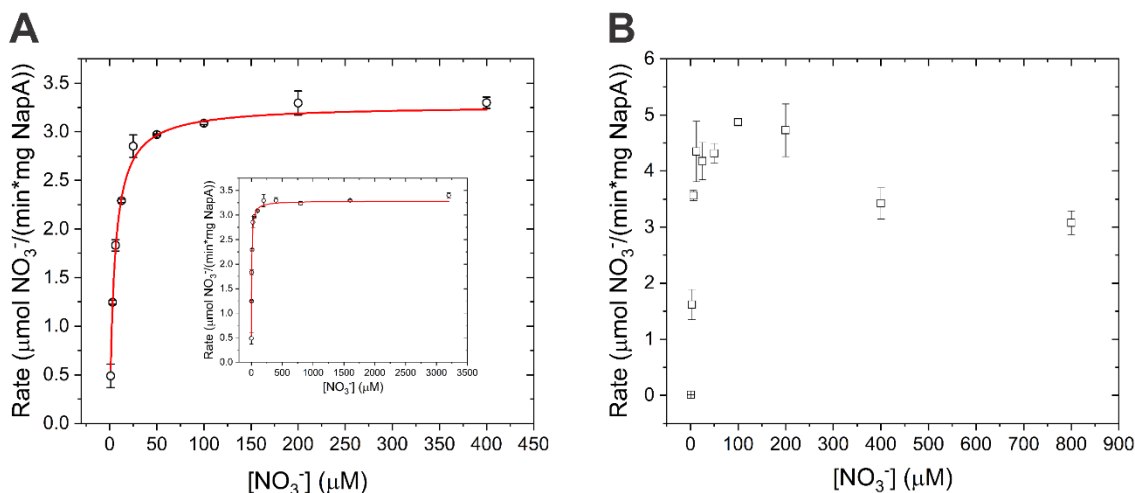 A
Rate (μmol NO₃⁻/(min*mg NapA))
3.5
3.0
2.5
2.0
1.5
1.0
0.5
0.0
0 50 100 150 200 250 300 350 400 450
[NO₃⁻] (μM)
Rate (μmol NO₃⁻/(min*mg NapA))
3.5
3.0
2.5
2.0
1.5
1.0
0.5
0.0
0 500 1000 1500 2000 2500 3000 3500
[NO₃⁻] (μM)
B
Rate (μmol NO₃⁻/(min*mg NapA))
6
5
4
3
2
1
0
0 100 200 300 400 500 600 700 800 900
[NO₃⁻] (μM)